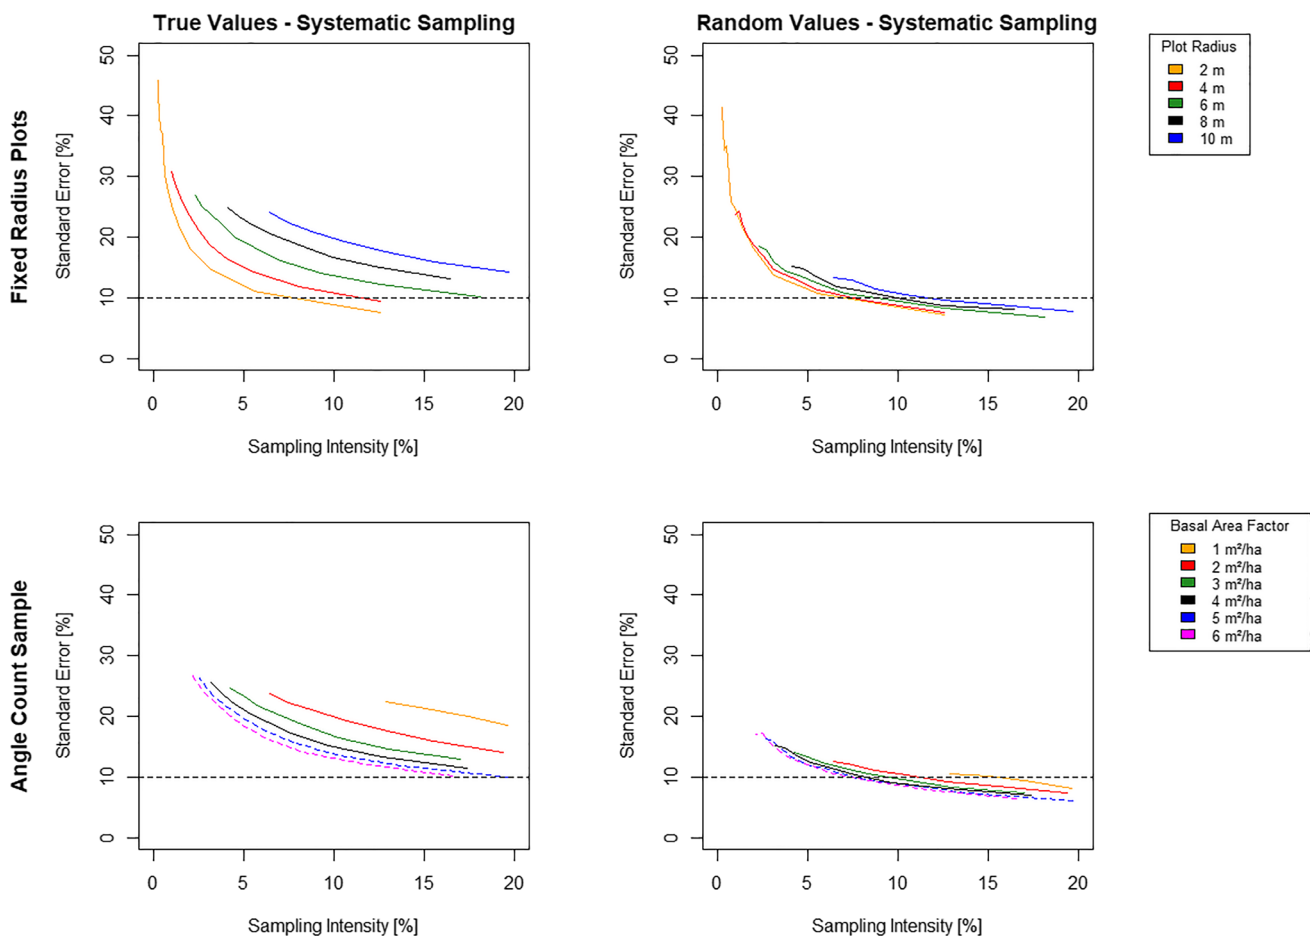 True Values - Systematic Sampling
Random Values - Systematic Sampling
Fixed Radius Plots
Standard Error [%]
50
40
30
20
10
0
0 5 10 15 20
Sampling Intensity [%]
Standard Error [%]
50
40
30
20
10
0
0 5 10 15 20
Sampling Intensity [%]
Plot Radius
2 m
4 m
6 m
8 m
10 m
Angle Count Sample
Standard Error [%]
50
40
30
20
10
0
0 5 10 15 20
Sampling Intensity [%]
Standard Error [%]
50
40
30
20
10
0
0 5 10 15 20
Sampling Intensity [%]
Basal Area Factor
1 m²/ha
2 m²/ha
3 m²/ha
4 m²/ha
5 m²/ha
6 m²/ha